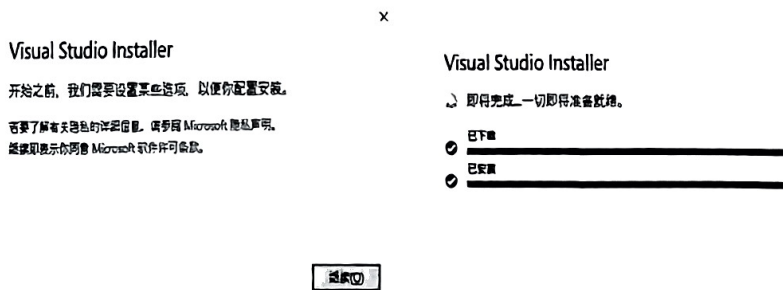 Visual Studio Installer
开始之前，我们需要设置某些选项，以便你配置安装。
若要了解有关隐私的详细信息，请参阅 Microsoft 隐私声明。
继续即表示你同意 Microsoft 软件许可条款。
继续(O)
Visual Studio Installer
即将完成...一切即将准备就绪。
已下载
已安装